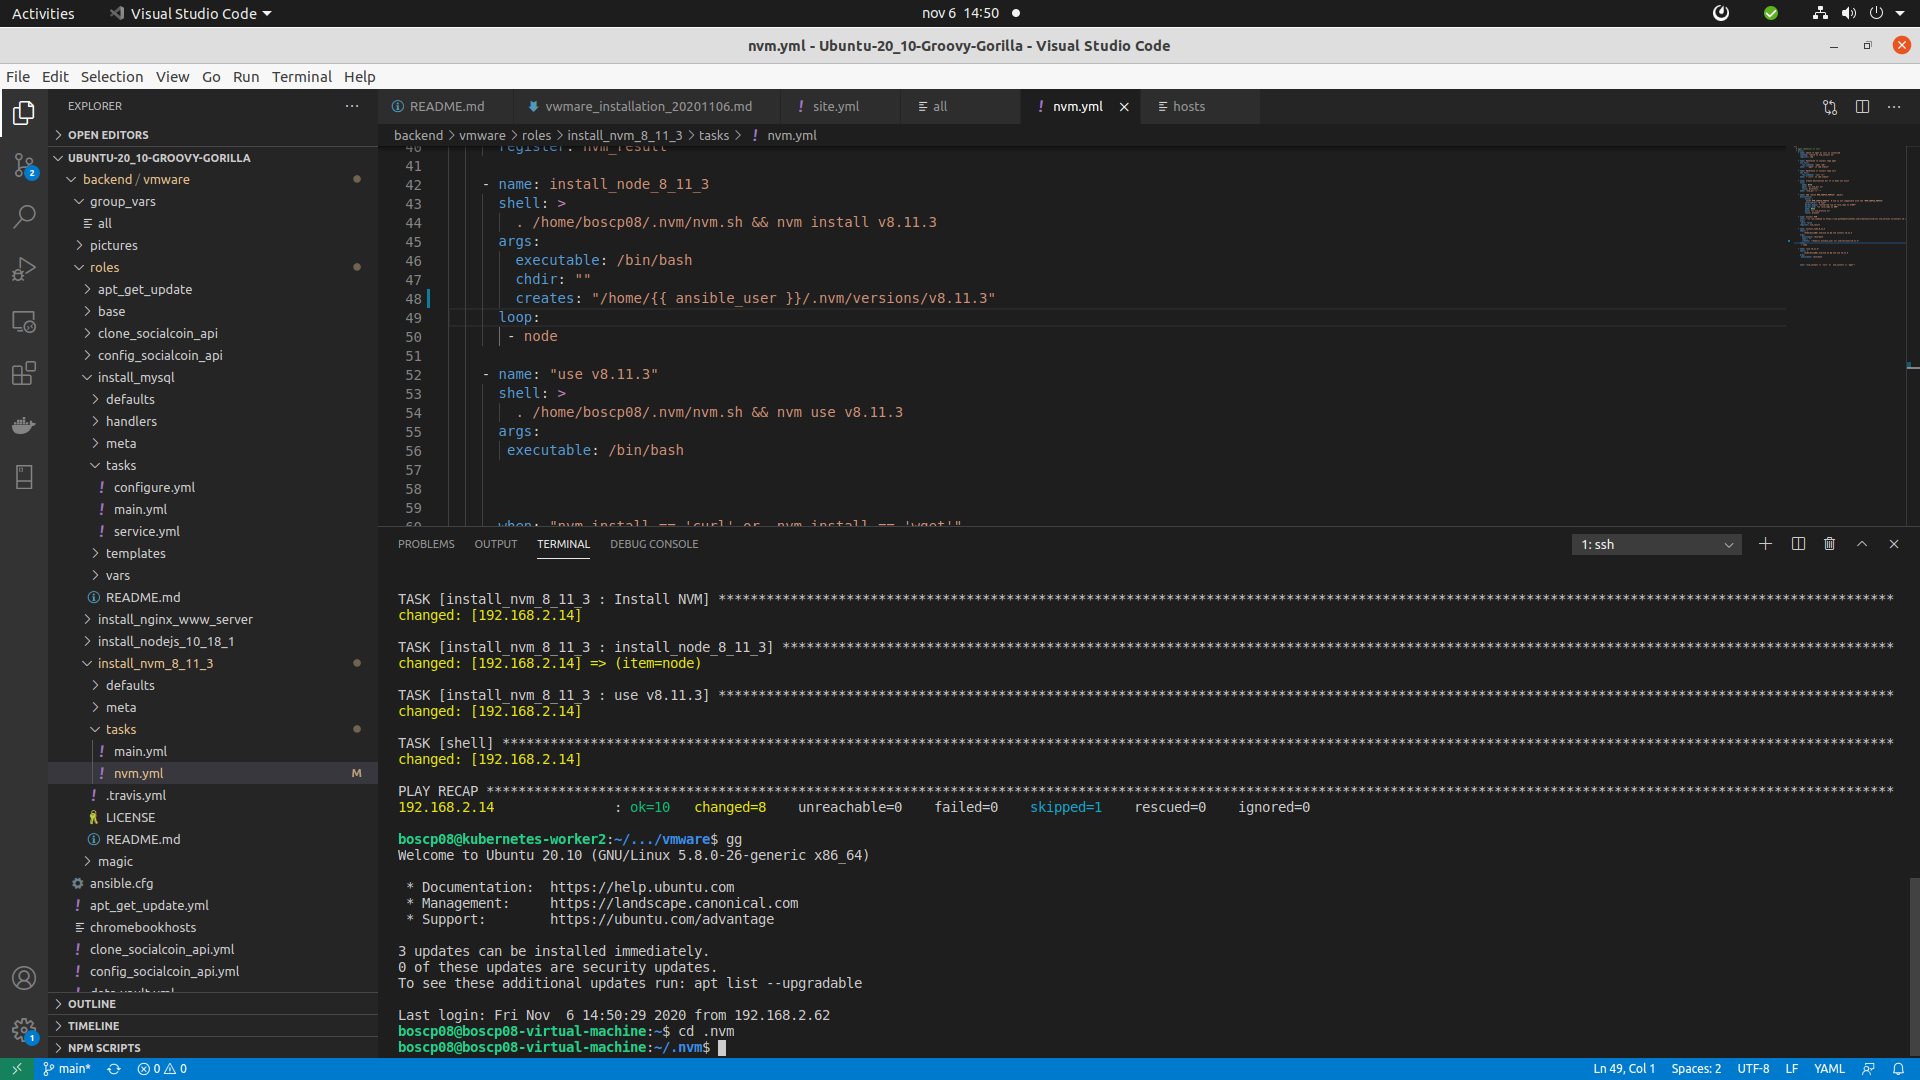 Activities
Visual Studio Code
nov 6 14:50
nvm.yml - Ubuntu-20_10-Groovy-Gorilla - Visual Studio Code
File Edit Selection View Go Run Terminal Help
EXPLORER
OPEN EDITORS
UBUNTU-20_10-GROOVY-GORILLA
backend / vmware
group_vars
all
pictures
roles
apt_get_update
base
clone_socialcoin_api
config_socialcoin_api
install_mysql
defaults
handlers
meta
tasks
configure.yml
main.yml
service.yml
templates
vars
README.md
install_nginx_www_server
install_nodejs_10_18_1
install_nvm_8_11_3
defaults
meta
tasks
main.yml
nvm.yml M
.travis.yml
LICENSE
README.md
magic
ansible.cfg
apt_get_update.yml
chromebookhosts
clone_socialcoin_api.yml
config_socialcoin_api.yml
OUTLINE
TIMELINE
NPM SCRIPTS
2
1
README.md
vwmare_installation_20201106.md
site.yml
all
nvm.yml
hosts
backend > vmware > roles > install_nvm_8_11_3 > tasks > ! nvm.yml
40 register: nvm_result
41
42 - name: install_node_8_11_3
43 shell: >
44 . /home/boscp08/.nvm/nvm.sh && nvm install v8.11.3
45 args:
46 executable: /bin/bash
47 chdir: ""
48 creates: "/home/{{ ansible_user }}/.nvm/versions/v8.11.3"
49 loop:
50 - node
51
52 - name: "use v8.11.3"
53 shell: >
54 . /home/boscp08/.nvm/nvm.sh && nvm use v8.11.3
55 args:
56 executable: /bin/bash
57
58
59
60 when: "nvm_install == 'curl' or nvm_install == 'wget'"
PROBLEMS OUTPUT TERMINAL DEBUG CONSOLE
1: ssh
TASK [install_nvm_8_11_3 : Install NVM] ***************************************************************************************************************************************************
changed: [192.168.2.14]
TASK [install_nvm_8_11_3 : install_node_8_11_3] *******************************************************************************************************************************************
changed: [192.168.2.14] => (item=node)
TASK [install_nvm_8_11_3 : use v8.11.3] ***************************************************************************************************************************************************
changed: [192.168.2.14]
TASK [shell] ******************************************************************************************************************************************************************************
changed: [192.168.2.14]
PLAY RECAP ********************************************************************************************************************************************************************************
192.168.2.14 : ok=10 changed=8 unreachable=0 failed=0 skipped=1 rescued=0 ignored=0
boscp08@kubernetes-worker2:~/.../vmware$ gg
Welcome to Ubuntu 20.10 (GNU/Linux 5.8.0-26-generic x86_64)
* Documentation: https://help.ubuntu.com
* Management: https://landscape.canonical.com
* Support: https://ubuntu.com/advantage
3 updates can be installed immediately.
0 of these updates are security updates.
To see these additional updates run: apt list --upgradable
Last login: Fri Nov 6 14:50:29 2020 from 192.168.2.62
boscp08@boscp08-virtual-machine:~$ cd .nvm
boscp08@boscp08-virtual-machine:~/.nvm$
main* 0 0
Ln 49, Col 1 Spaces: 2 UTF-8 LF YAML